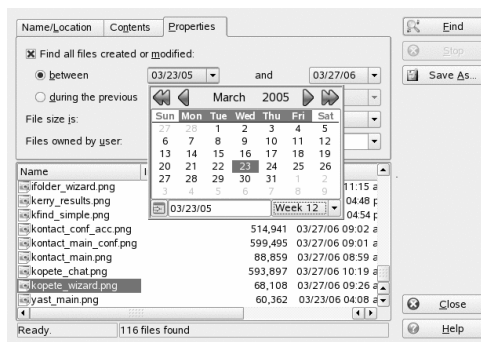 Name/Location Contents Properties
Find all files created or modified:
between 03/23/05 and 03/27/06
during the previous
File size is:
Files owned by user:
March 2005
Sun Mon Tue Wed Thu Fri Sat
27 28 1 2 3 4 5
6 7 8 9 10 11 12
13 14 15 16 17 18 19
20 21 22 23 24 25 26
27 28 29 30 31 1 2
3 4 5 6 7 8 9
03/23/05 Week 12
Name
ifolder_wizard.png 11:15 a
kerry_results.png 04:48 p
kfind_simple.png 04:54 p
kontact_conf_acc.png 514,941 03/27/06 09:02 a
kontact_main_conf.png 599,495 03/27/06 09:01 a
kontact_main.png 88,859 03/27/06 08:59 a
kopete_chat.png 593,897 03/27/06 10:19 a
kopete_wizard.png 68,108 03/27/06 09:26 a
yast_main.png 60,362 03/23/06 04:08 a
Ready. 116 files found
Find
Stop
Save As...
Close
Help